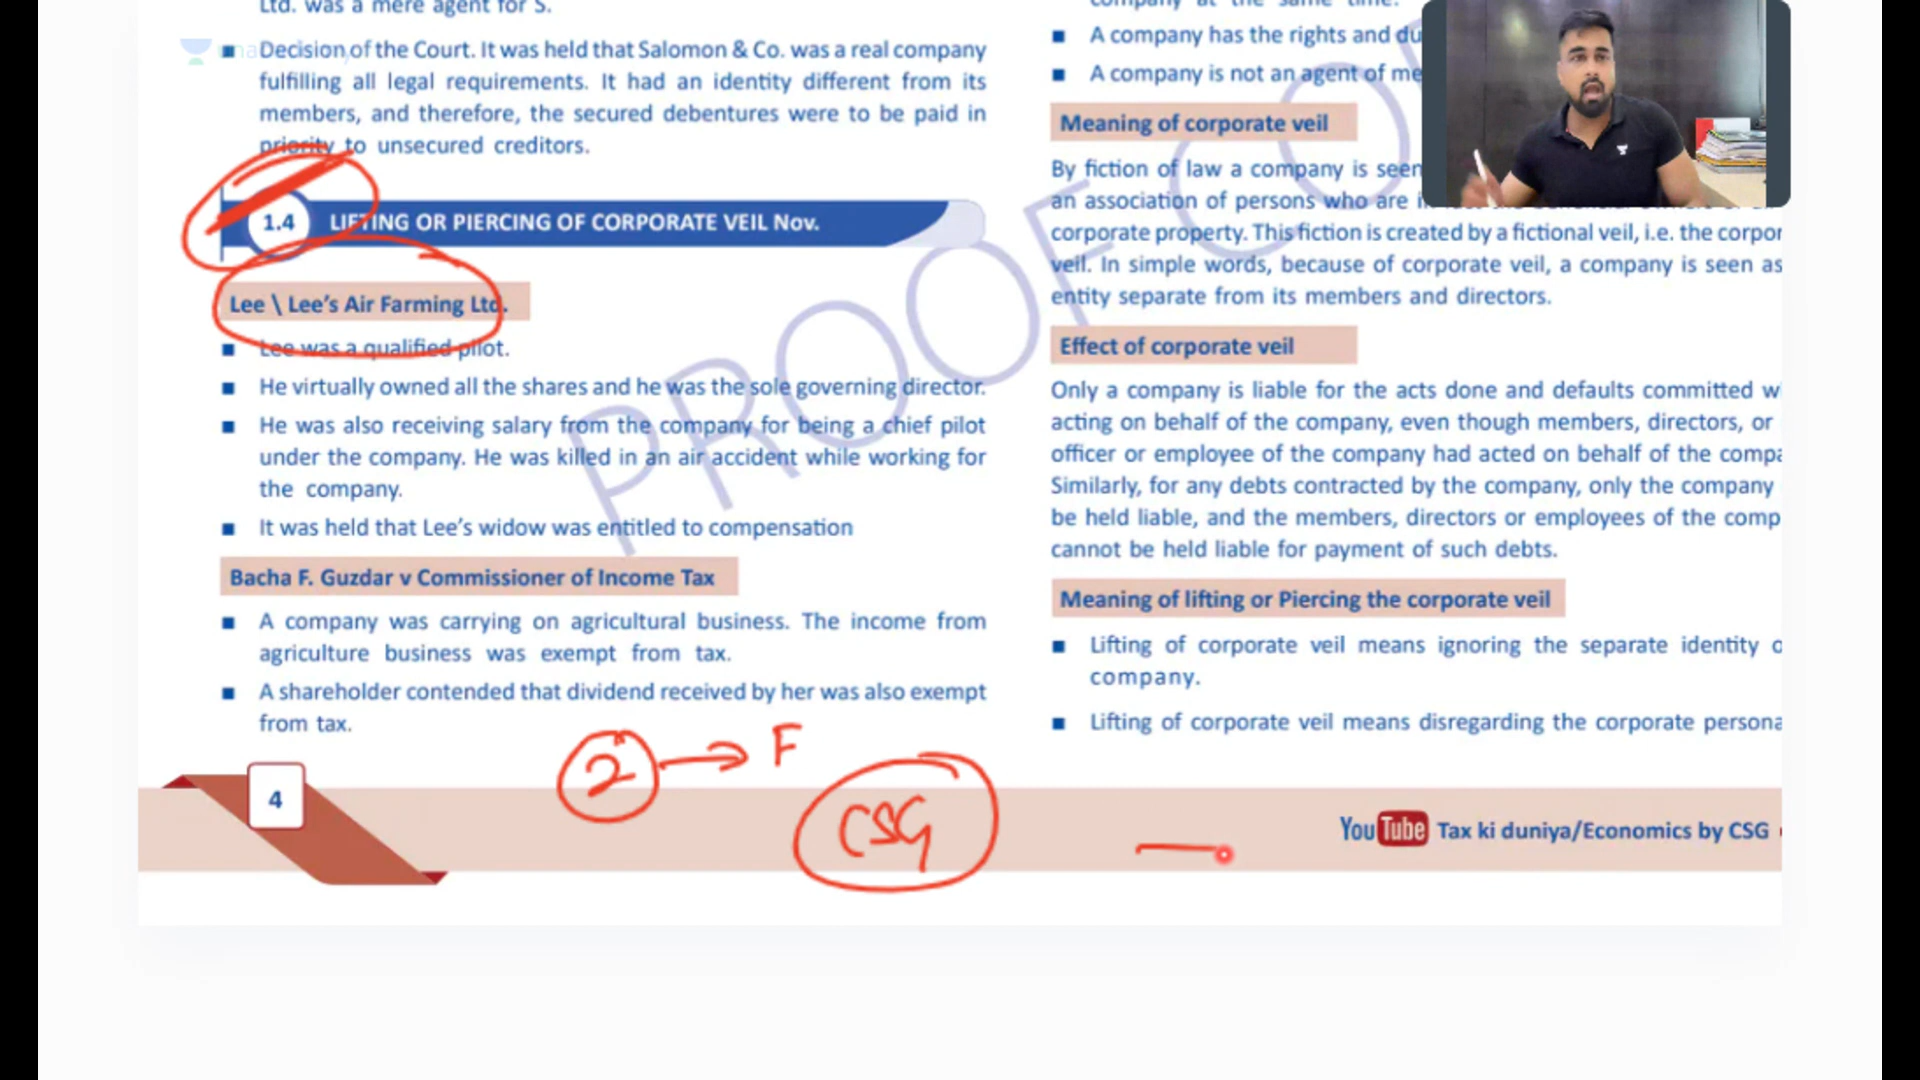 Ltd. was a mere agent for S.
Decision of the Court. It was held that Salomon & Co. was a real company
fulfilling all legal requirements. It had an identity different from its
members, and therefore, the secured debentures were to be paid in
priority to unsecured creditors.
1.4 LIFTING OR PIERCING OF CORPORATE VEIL Nov.
Lee \ Lee's Air Farming Ltd.
Lee was a qualified pilot.
He virtually owned all the shares and he was the sole governing director.
He was also receiving salary from the company for being a chief pilot
under the company. He was killed in an air accident while working for
the company.
It was held that Lee's widow was entitled to compensation
Bacha F. Guzdar v Commissioner of Income Tax
A company was carrying on agricultural business. The income from
agriculture business was exempt from tax.
A shareholder contended that dividend received by her was also exempt
from tax.
2 → F
CSG
4
company at the same time.
A company has the rights and du
A company is not an agent of me
Meaning of corporate veil
By fiction of law a company is seen
an association of persons who are
corporate property. This fiction is created by a fictional veil, i.e. the corpor
veil. In simple words, because of corporate veil, a company is seen as
entity separate from its members and directors.
Effect of corporate veil
Only a company is liable for the acts done and defaults committed w
acting on behalf of the company, even though members, directors, or
officer or employee of the company had acted on behalf of the compa
Similarly, for any debts contracted by the company, only the company
be held liable, and the members, directors or employees of the comp
cannot be held liable for payment of such debts.
Meaning of lifting or Piercing the corporate veil
Lifting of corporate veil means ignoring the separate identity o
company.
Lifting of corporate veil means disregarding the corporate persona
YouTube Tax ki duniya/Economics by CSG
PROOF CO